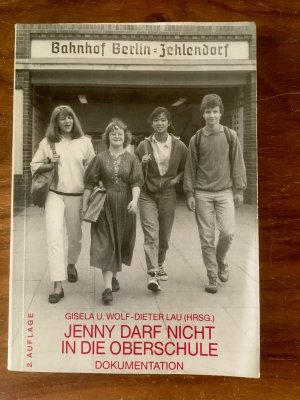 Bahnhof Berlin=Zehlendorf
2. AUFLAGE
GISELA U. WOLF-DIETER LAU (HRSG.)
JENNY DARF NICHT
IN DIE OBERSCHULE
DOKUMENTATION